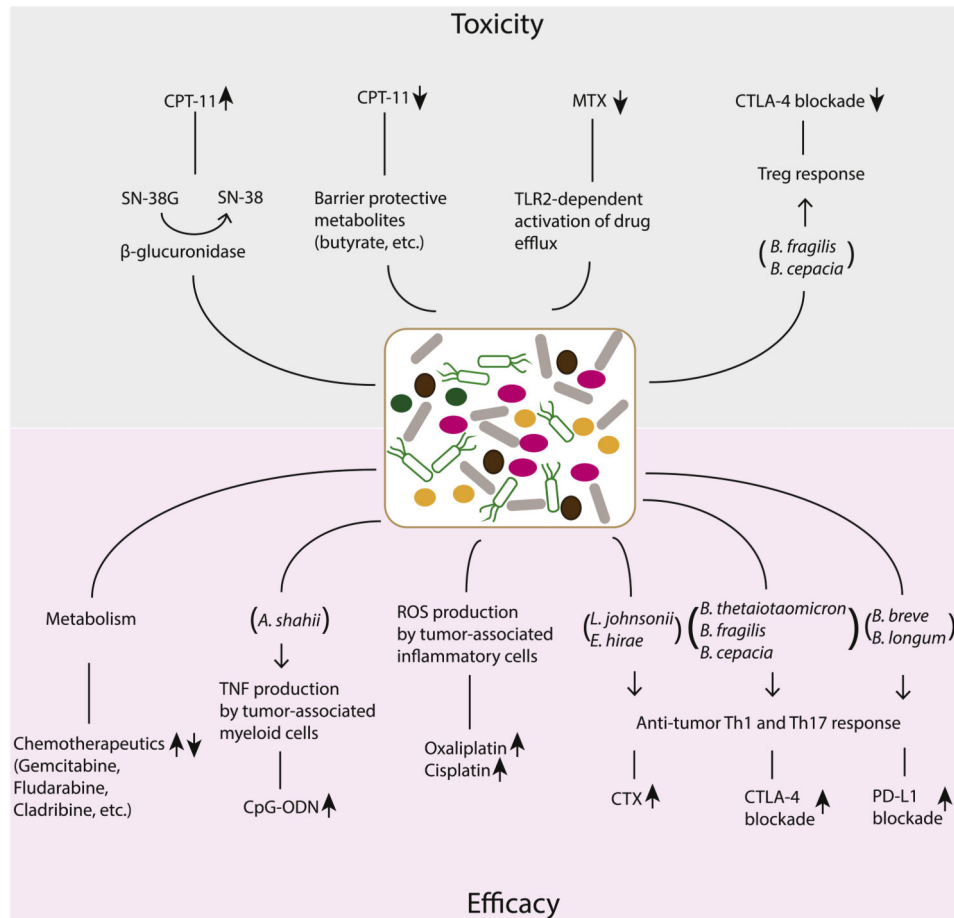 Toxicity
CPT-11
SN-38G SN-38
β-glucuronidase
CPT-11
Barrier protective
metabolites
(butyrate, etc.)
MTX
TLR2-dependent
activation of drug
efflux
CTLA-4 blockade
Treg response
(B. fragilis
B. cepacia)
Metabolism
Chemotherapeutics
(Gemcitabine,
Fludarabine,
Cladribine, etc.)
(A. shahii)
TNF production
by tumor-associated
myeloid cells
CpG-ODN
ROS production
by tumor-associated
inflammatory cells
Oxaliplatin
Cisplatin
(L. johnsonii
E. hirae)
(B. thetaiotaomicron
B. fragilis
B. cepacia)
(B. breve
B. longum)
Anti-tumor Th1 and Th17 response
CTX
CTLA-4
blockade
PD-L1
blockade
Efficacy